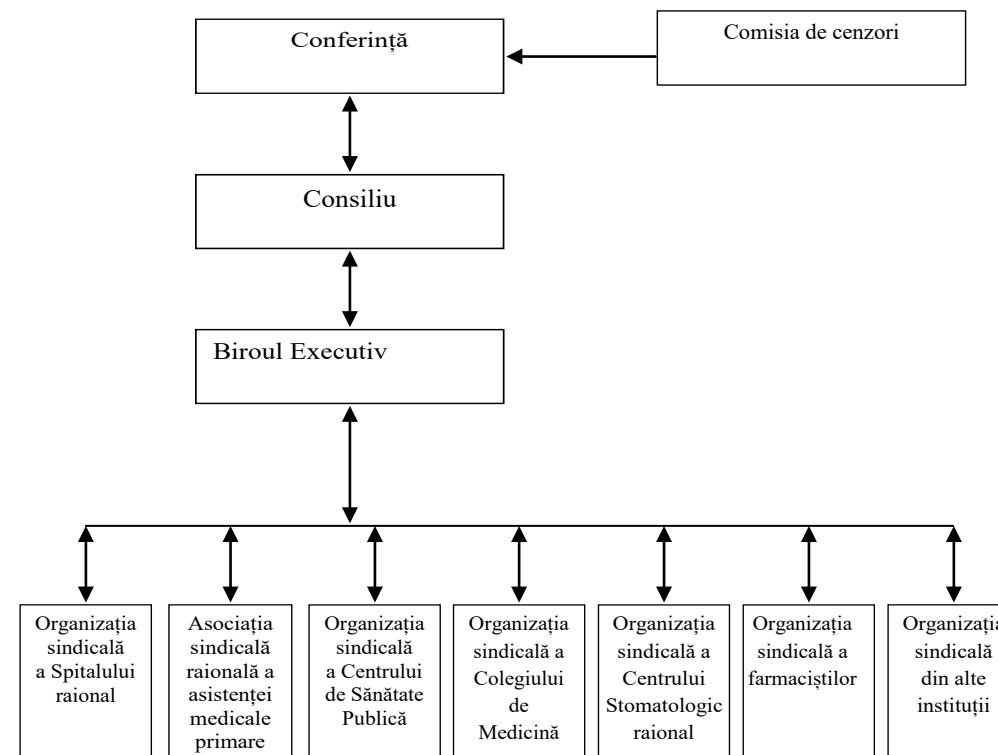 Conferință
Comisia de cenzori
Consiliu
Biroul Executiv
Organizația
sindicală
a Spitalului
raional
Asociația
sindicală
raională a
asistenței
medicale
primare
Organizația
sindicală
a Centrului
de Sănătate
Publică
Organizația
sindicală a
Colegiului
de
Medicină
Organizația
sindicală a
Centrului
Stomatologic
raional
Organizația
sindicală a
farmaciștilor
Organizația
sindicală
din alte
instituții